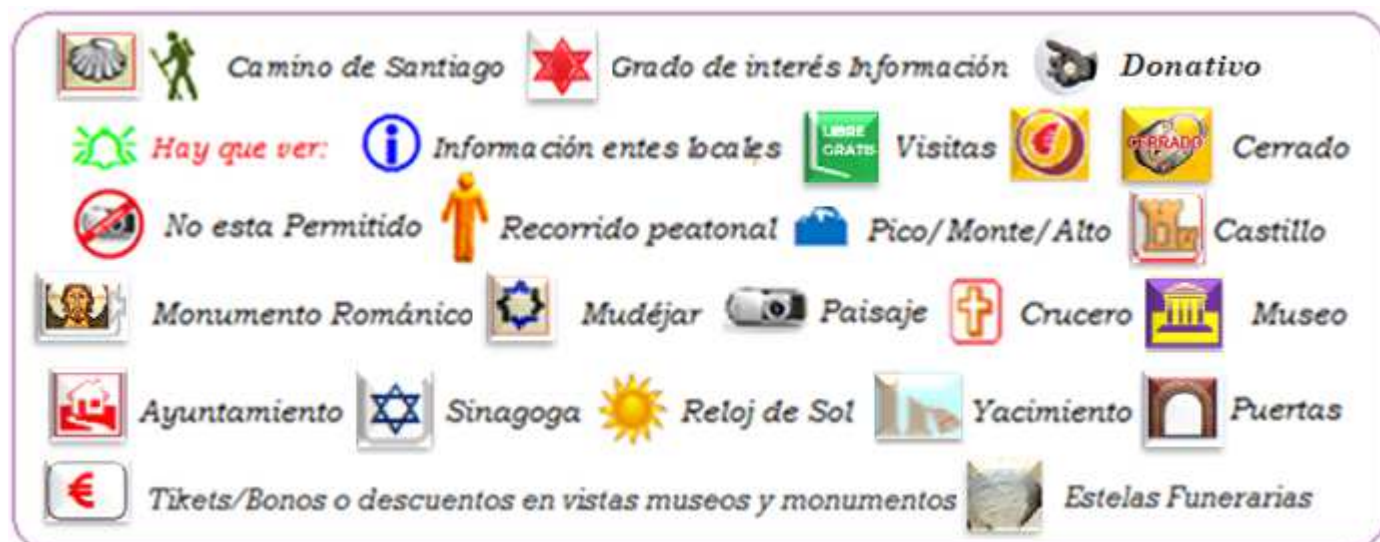 Camino de Santiago Grado de interés Información Donativo
Hay que ver: Información entes locales LIBRE GRATIS Visitas € CERRADO Cerrado
No esta Permitido Recorrido peatonal Pico/Monte/Alto Castillo
Monumento Románico Mudéjar Paisaje Crucero Museo
Ayuntamiento Sinagoga Reloj de Sol Yacimiento Puertas
€ Tikets/Bonos o descuentos en vistas museos y monumentos Estelas Funerarias